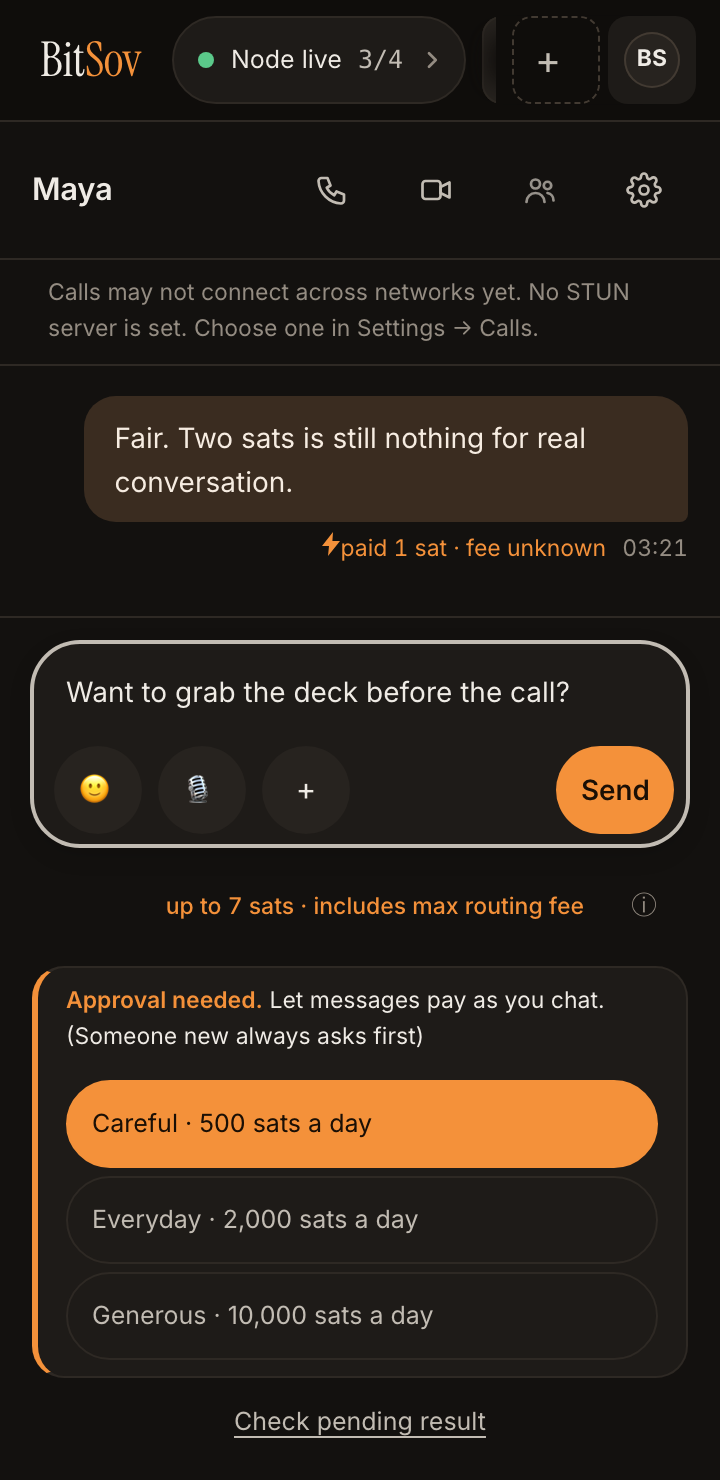 BitSov
Node live 3/4
+
BS
Maya
Calls may not connect across networks yet. No STUN
server is set. Choose one in Settings → Calls.
Fair. Two sats is still nothing for real
conversation.
⚡paid 1 sat · fee unknown 03:21
Want to grab the deck before the call?
+
Send
up to 7 sats · includes max routing fee ⓘ
Approval needed. Let messages pay as you chat.
(Someone new always asks first)
Careful · 500 sats a day
Everyday · 2,000 sats a day
Generous · 10,000 sats a day
Check pending result